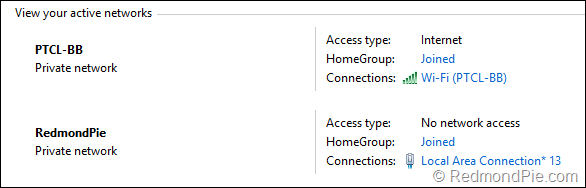 View your active networks
PTCL-BB
Private network
Access type: Internet
HomeGroup: Joined
Connections: Wi-Fi (PTCL-BB)
RedmondPie
Private network
Access type: No network access
HomeGroup: Joined
Connections: Local Area Connection* 13
© RedmondPie.com